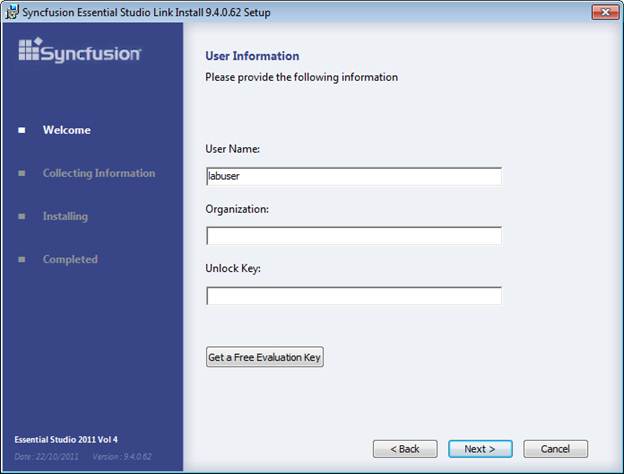 Syncfusion Essential Studio Link Install 9.4.0.62 Setup
Syncfusion
User Information
Please provide the following information
Welcome
Collecting Information
Installing
Completed
User Name:
labuser
Organization:
Unlock Key:
Get a Free Evaluation Key
Essential Studio 2011 Vol 4
Date : 22/10/2011 Version : 9.4.0.62
< Back Next > Cancel